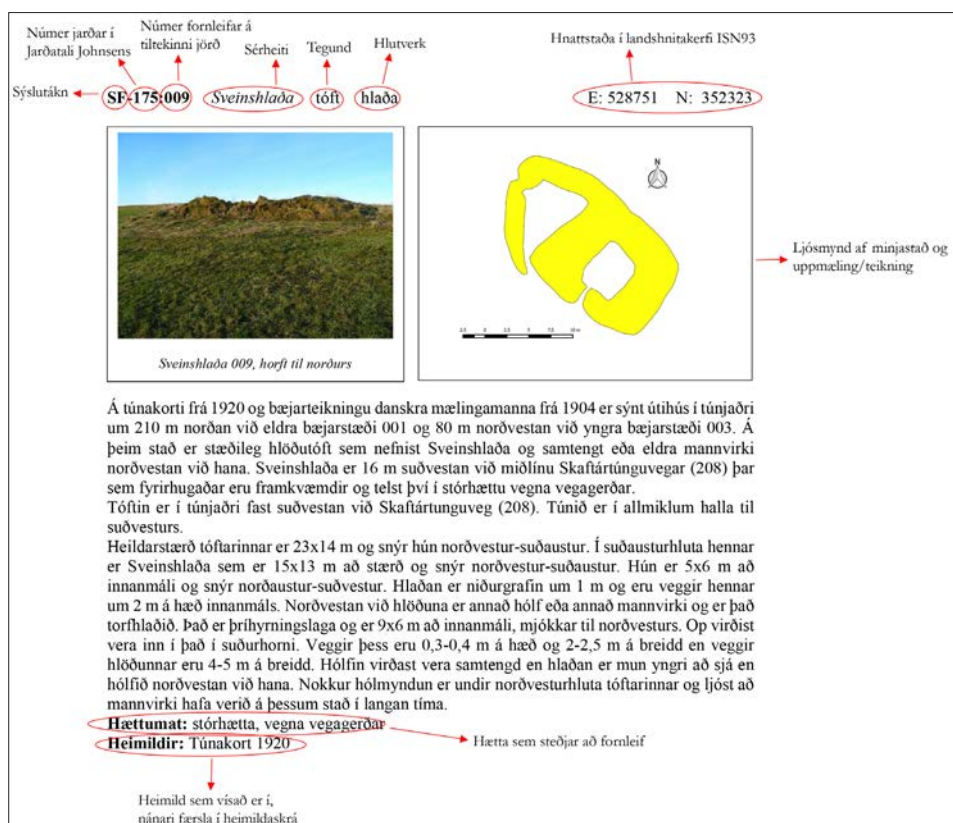 Númer jarðar í
Jarðatali Johnsens
Númer fornleifar á
tiltekinni jörð
Sérheiti
Tegund
Hlutverk
Hnattstaða í landshnitakerfi ISN93
Sýslutákn
SF-175:009 Sveinshlaða tóft hlaða E: 528751 N: 352323
N
Ljósmynd af minjastað og
uppmæling/teikning
Sveinshlaða 009, horft til norðurs
Á túnakorti frá 1920 og bæjarteikningu danskra mælingamanna frá 1904 er sýnt útihús í túnjaðri
um 210 m norðan við eldra bæjarstæði 001 og 80 m norðvestan við yngra bæjarstæði 003. Á
þeim stað er stæðileg hlöðutóft sem nefnist Sveinshlaða og samtengt eða eldra mannvirki
norðvestan við hana. Sveinshlaða er 16 m suðvestan við miðlínu Skaftártúnguvegar (208) þar
sem fyrirhugaðar eru framkvæmdir og telst því í stórhættu vegna vegagerðar.
Tóftin er í túnjaðri fast suðvestan við Skaftártunguveg (208). Túnið er í allmiklum halla til
suðvesturs.
Heildarstærð tóftarinnar er 23x14 m og snýr hún norðvestur-suðaustur. Í suðausturhluta hennar
er Sveinshlaða sem er 15x13 m að stærð og snýr norðvestur-suðaustur. Hún er 5x6 m að
innanmáli og snýr norðaustur-suðvestur. Hlaðan er niðurgrafin um 1 m og eru veggir hennar
um 2 m á hæð innanmáls. Norðvestan við hlöðuna er annað hólf eða annað mannvirki og er það
torfhlaðið. Það er þríhyrningslaga og er 9x6 m að innanmáli, mjókkar til norðvesturs. Op virðist
vera inn í það í suðurhorni. Veggir þess eru 0,3-0,4 m á hæð og 2-2,5 m á breidd en veggir
hlöðunnar eru 4-5 m á breidd. Hólfin virðast vera samtengd en hlaðan er mun yngri að sjá en
hólfið norðvestan við hana. Nokkur hólmyndun er undir norðvesturhluta tóftarinnar og ljóst að
mannvirki hafa verið á þessum stað í langan tíma.
Hættumat: stórhætta, vegna vegagerðar
Heimildir: Túnakort 1920
Hætta sem steðjar að fornleif
Heimild sem vísað er í,
nánari færsla í heimildaskrá